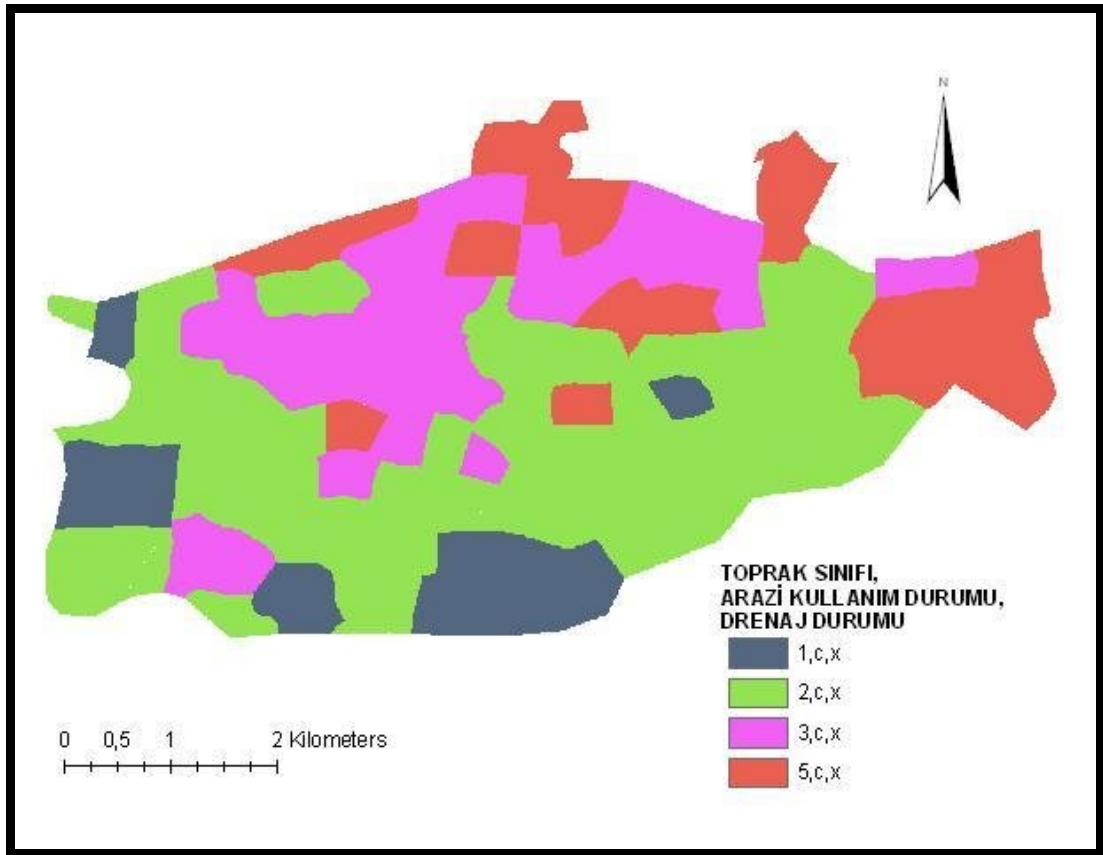 N
TOPRAK SINIFI,
ARAZİ KULLANIM DURUMU,
DRENAJ DURUMU
1,c,x
2,c,x
3,c,x
5,c,x
0 0,5 1 2 Kilometers